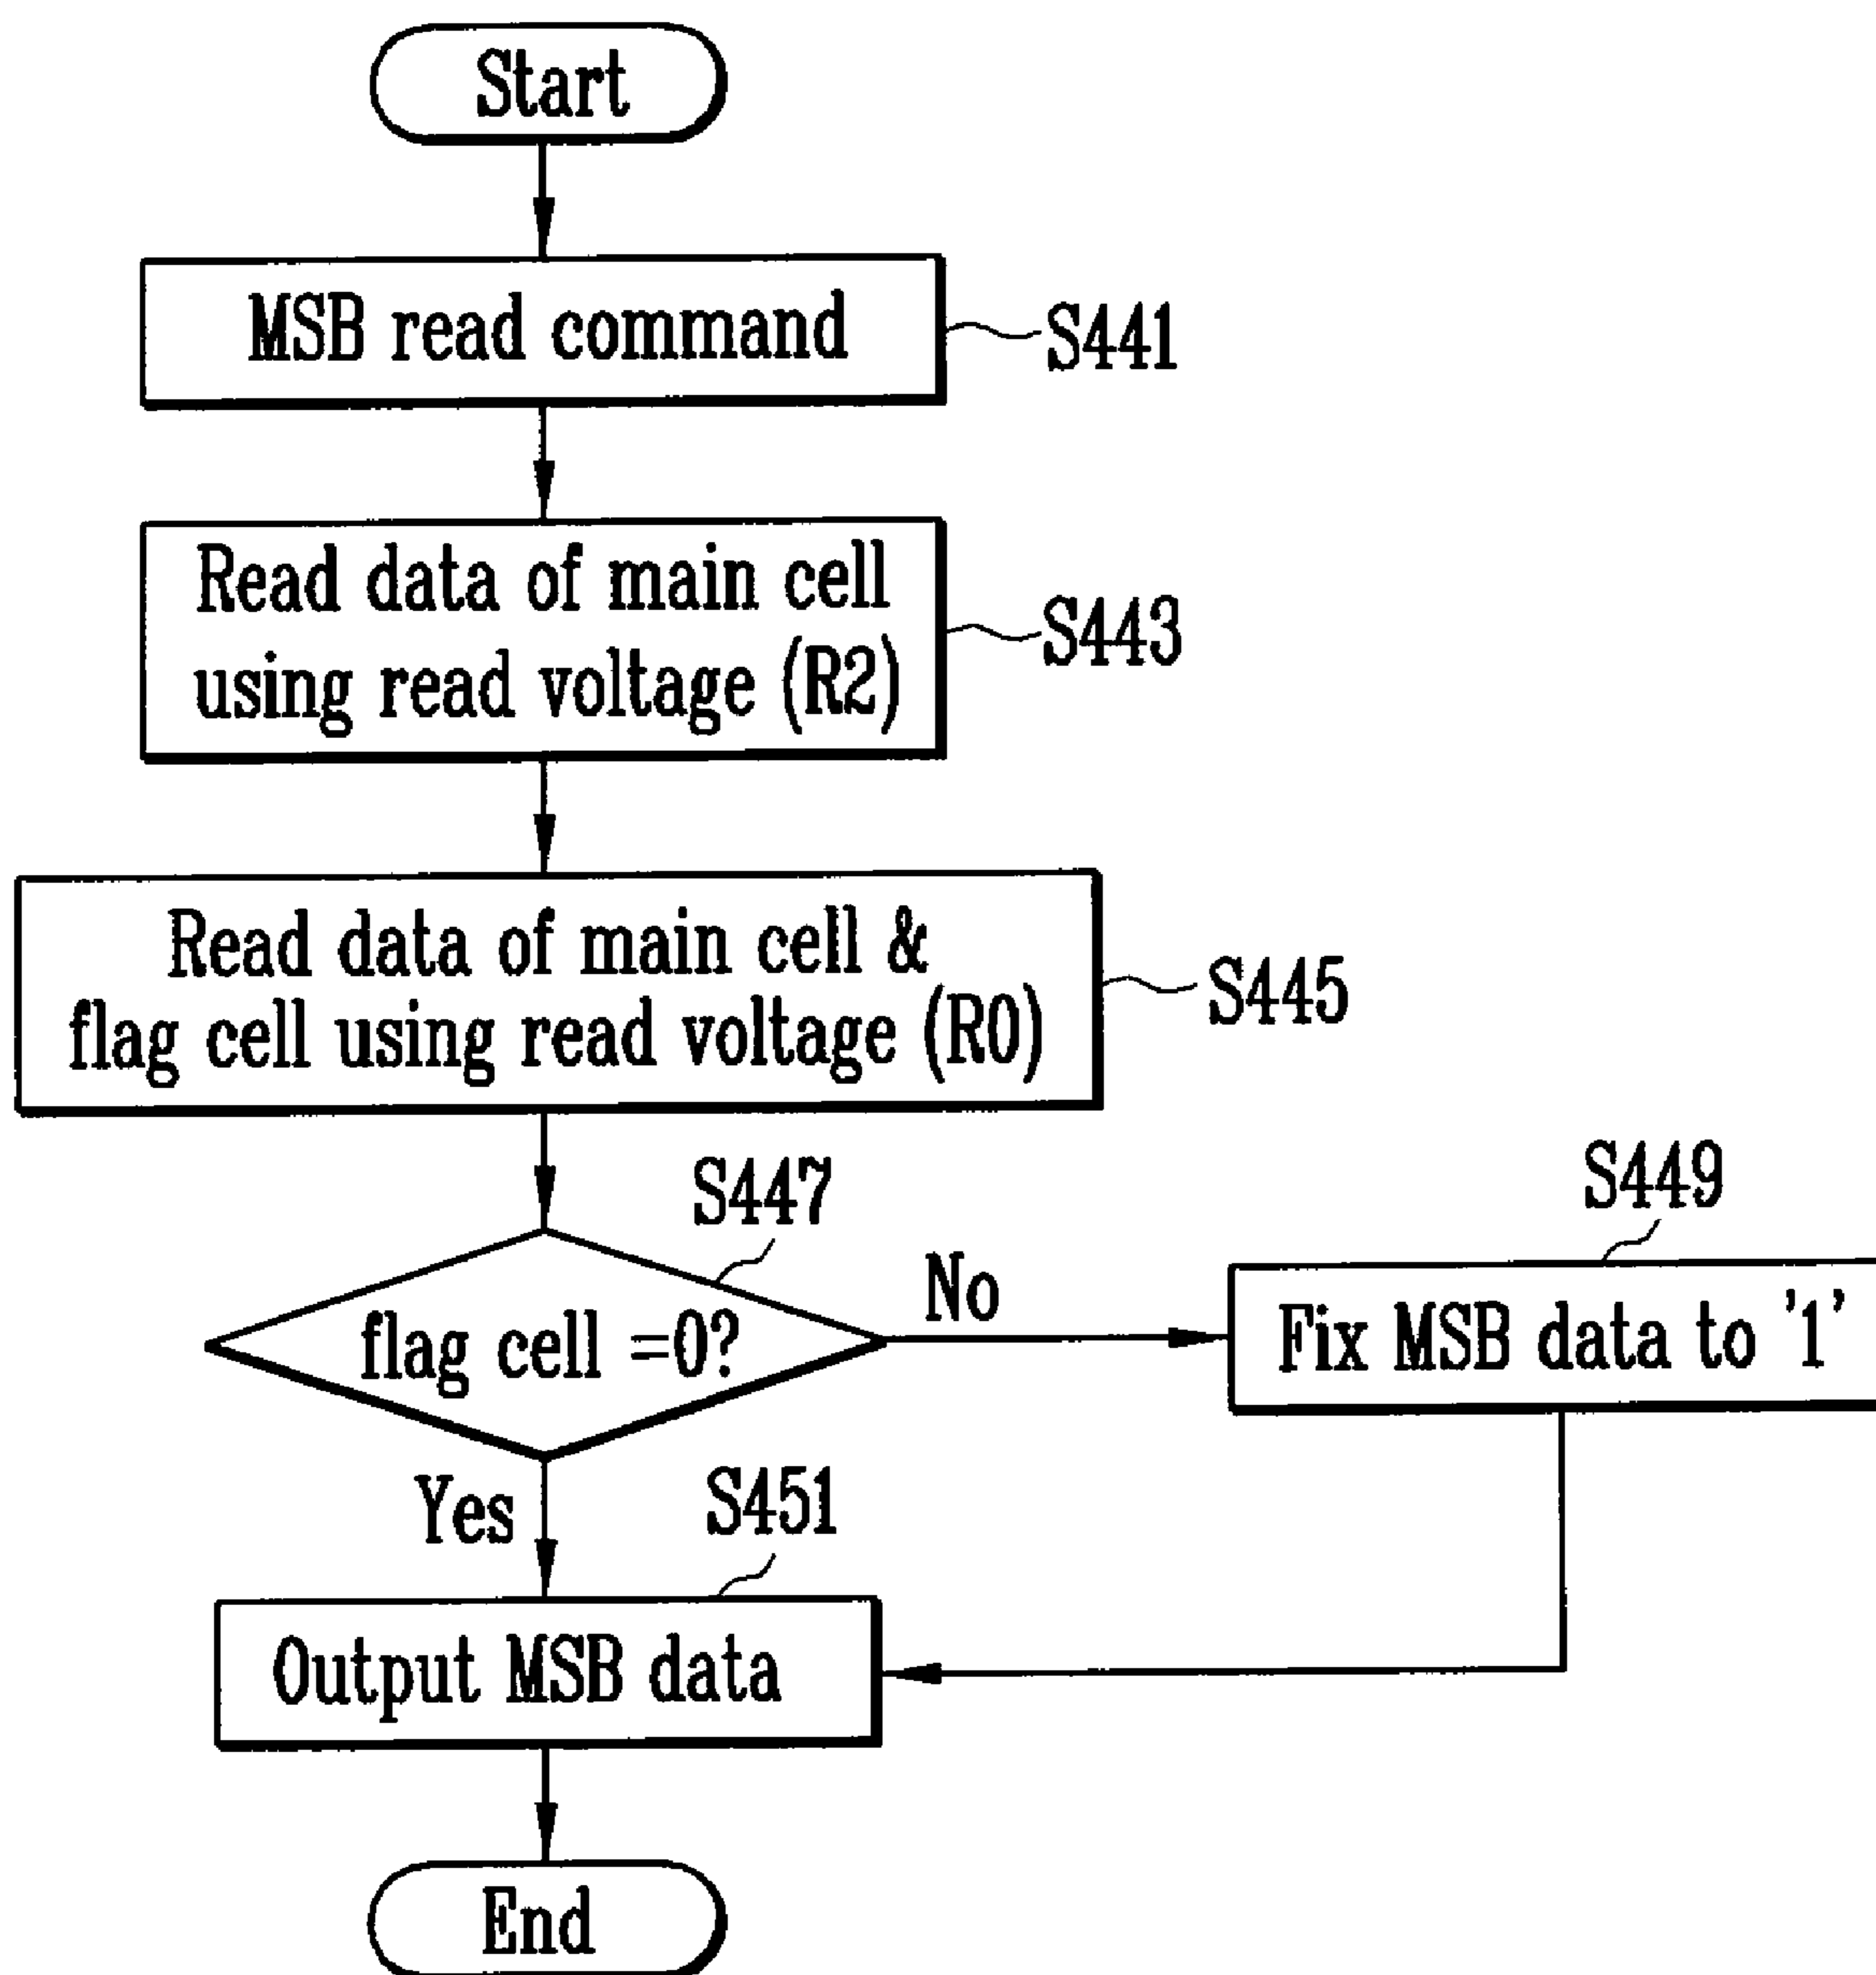 Start
MSB read command
S441
Read data of main cell
using read voltage (R2)
S443
Read data of main cell &
flag cell using read voltage (R0)
S445
S447
flag cell =0?
No
S449
Fix MSB data to '1'
Yes
S451
Output MSB data
End